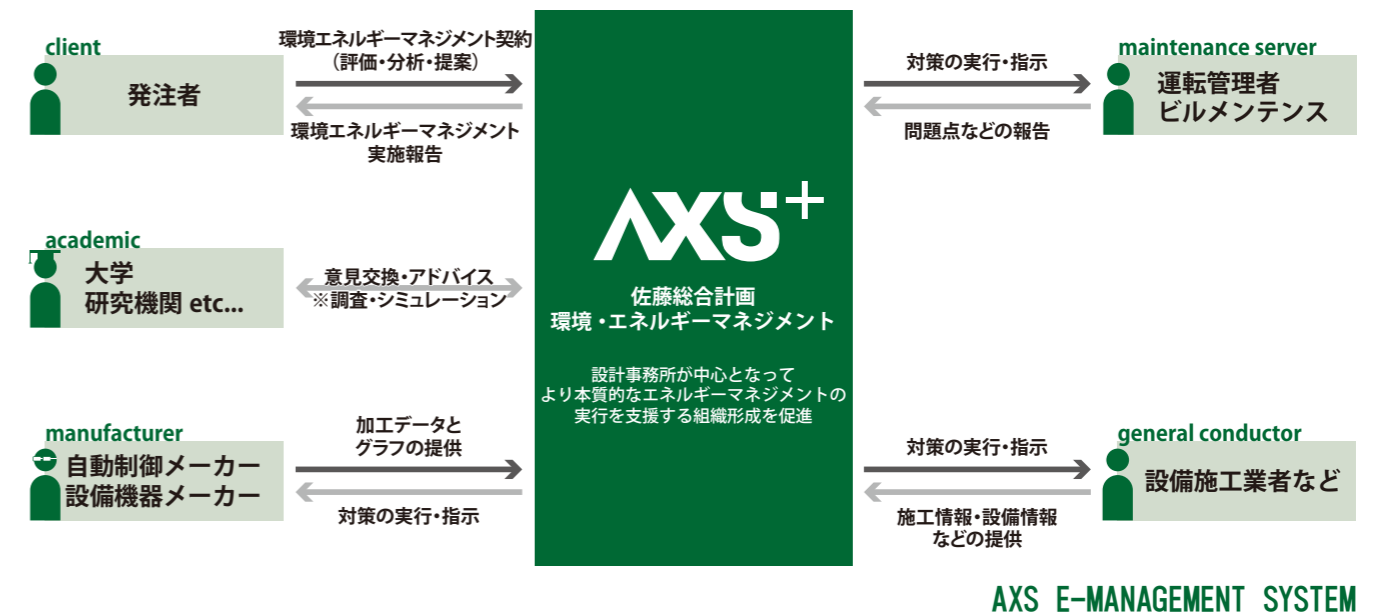 client
発注者
環境エネルギーマネジメント契約
(評価・分析・提案)
環境エネルギーマネジメント
実施報告
academic
大学
研究機関 etc...
意見交換・アドバイス
※調査・シミュレーション
manufacturer
自動制御メーカー
設備機器メーカー
加工データと
グラフの提供
対策の実行・指示
AXS+
佐藤総合計画
環境・エネルギーマネジメント
設計事務所が中心となって
より本質的なエネルギーマネジメントの
実行を支援する組織形成を促進
対策の実行・指示
問題点などの報告
maintenance server
運転管理者
ビルメンテンス
対策の実行・指示
施工情報・設備情報
などの提供
general conductor
設備施工業者など
AXS E-MANAGEMENT SYSTEM